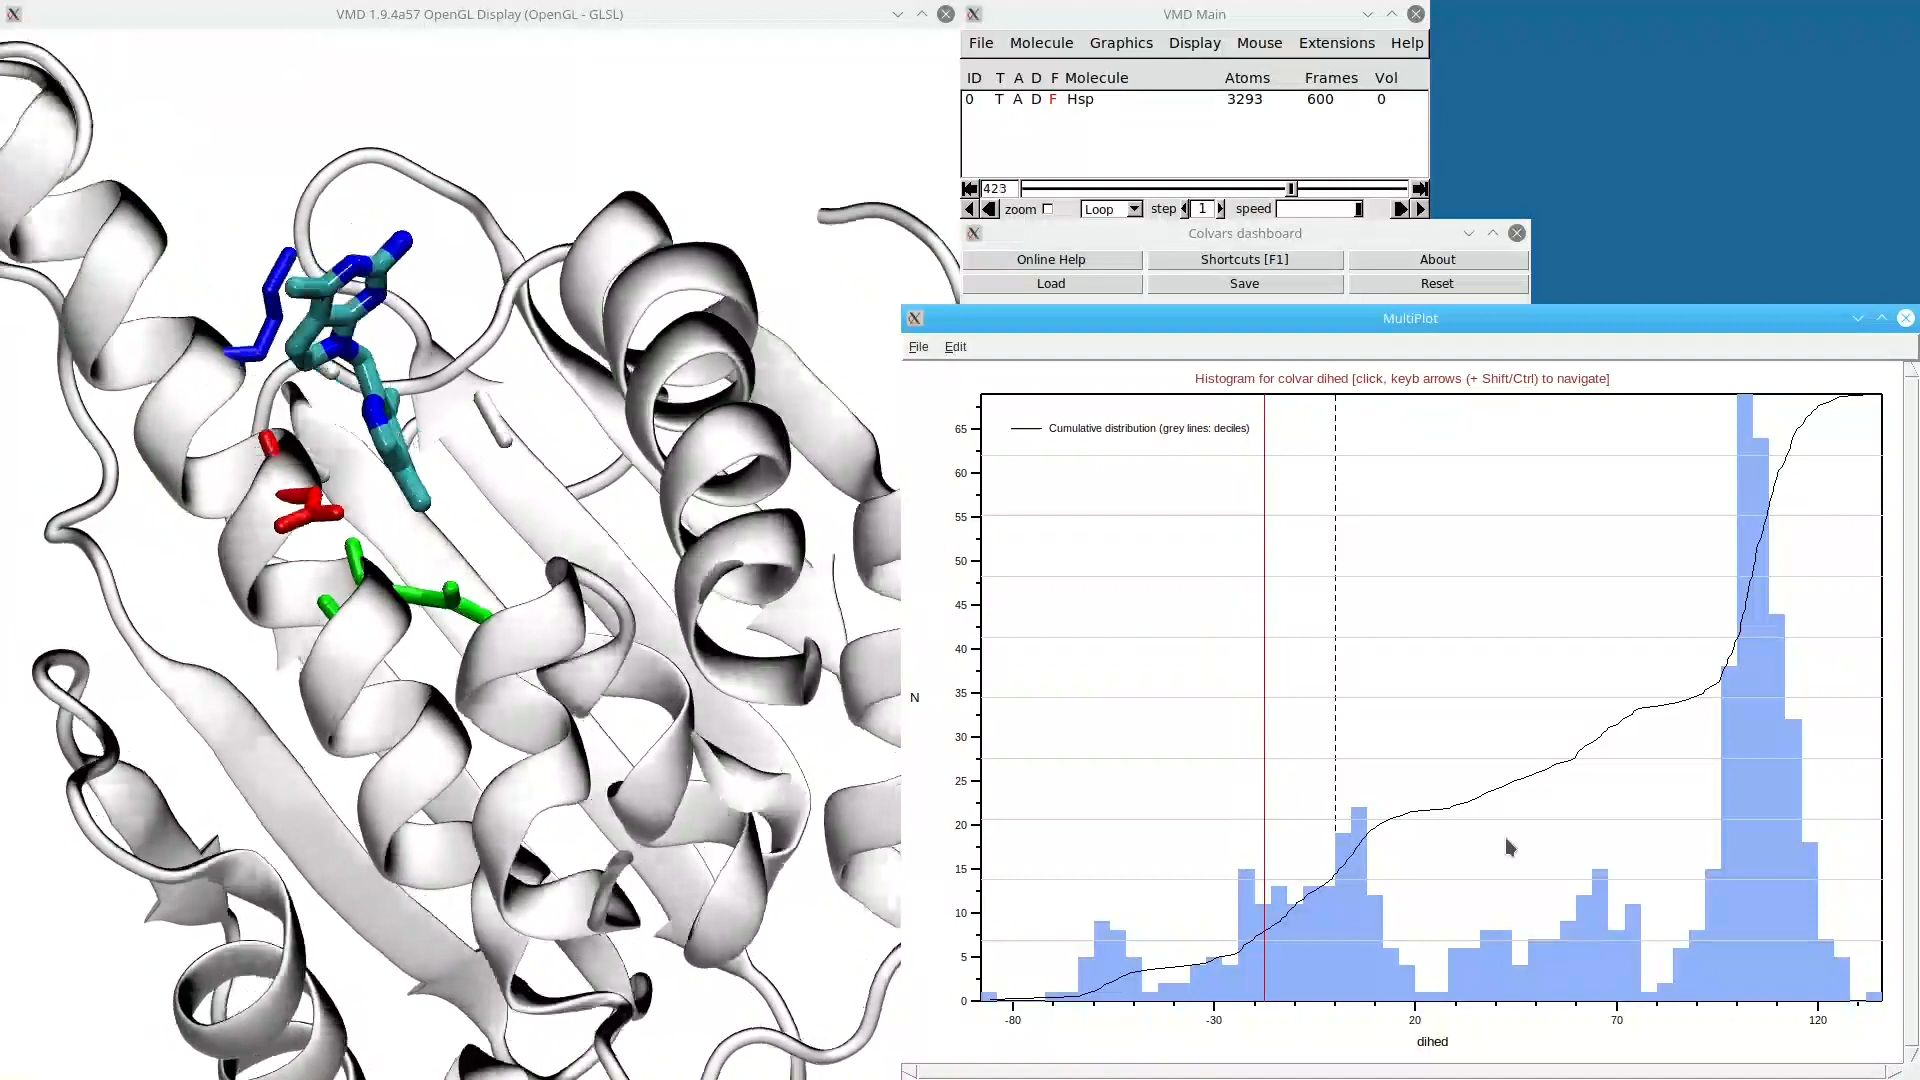 VMD 1.9.4a57 OpenGL Display (OpenGL - GLSL)
VMD Main
File Molecule Graphics Display Mouse Extensions Help
ID T A D F Molecule Atoms Frames Vol
0 T A D F Hsp 3293 600 0
423
zoom Loop step 1 speed
Colvars dashboard
Online Help Shortcuts [F1] About
Load Save Reset
MultiPlot
File Edit
Histogram for colvar dihed [click, keyb arrows (+ Shift/Ctrl) to navigate]
Cumulative distribution (grey lines: deciles)
65
60
55
50
45
40
35
N
30
25
20
15
10
5
0
-80 -30 20 70 120
dihed